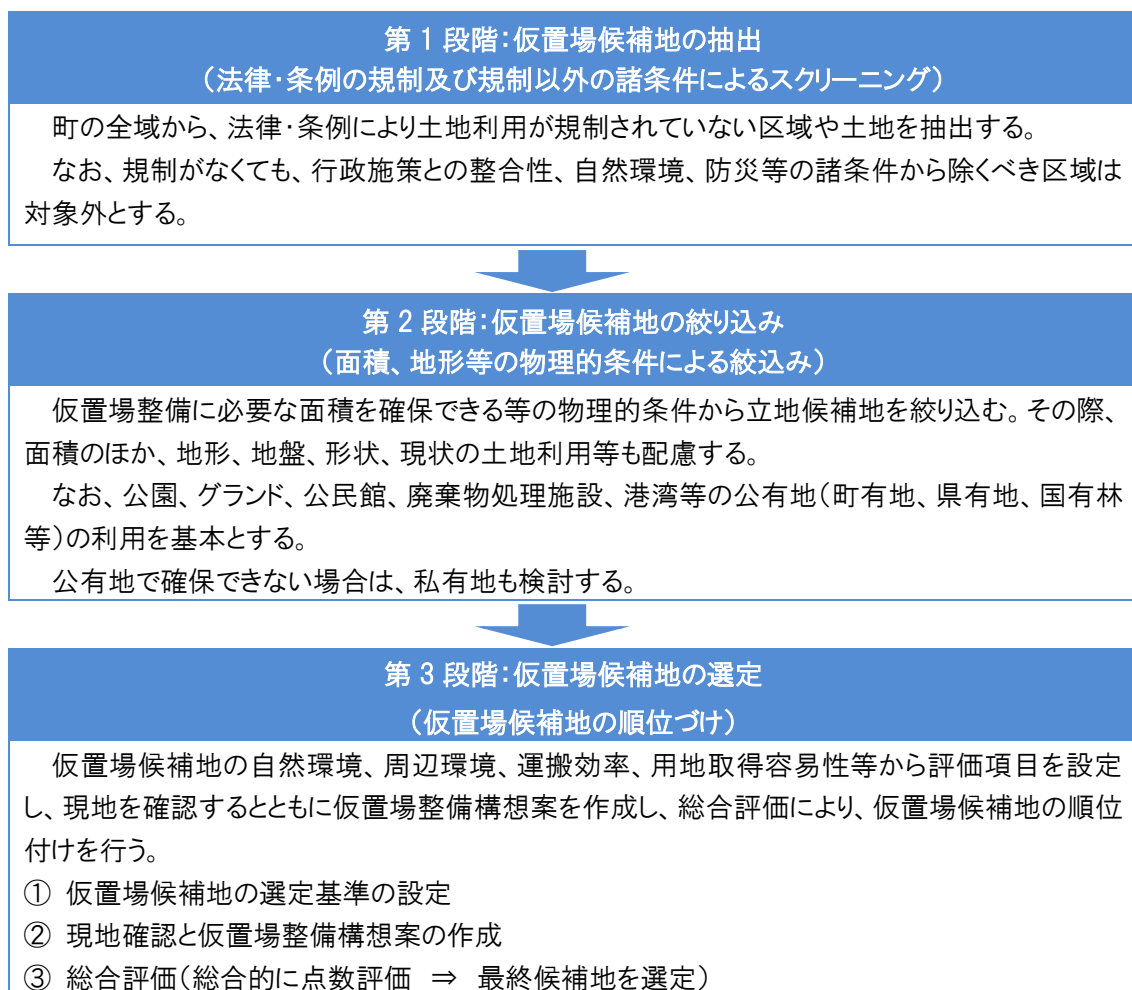 第 1 段階:仮置場候補地の抽出
（法律・条例の規制及び規制以外の諸条件によるスクリーニング）
町の全域から、法律・条例により土地利用が規制されていない区域や土地を抽出する。
なお、規制がなくても、行政施策との整合性、自然環境、防災等の諸条件から除くべき区域は
対象外とする。
第 2 段階:仮置場候補地の絞り込み
（面積、地形等の物理的条件による絞込み）
仮置場整備に必要な面積を確保できる等の物理的条件から立地候補地を絞り込む。その際、
面積のほか、地形、地盤、形状、現状の土地利用等も配慮する。
なお、公園、グランド、公民館、廃棄物処理施設、港湾等の公有地（町有地、県有地、国有林
等）の利用を基本とする。
公有地で確保できない場合は、私有地も検討する。
第 3 段階:仮置場候補地の選定
（仮置場候補地の順位づけ）
仮置場候補地の自然環境、周辺環境、運搬効率、用地取得容易性等から評価項目を設定
し、現地を確認するとともに仮置場整備構想案を作成し、総合評価により、仮置場候補地の順位
付けを行う。
① 仮置場候補地の選定基準の設定
② 現地確認と仮置場整備構想案の作成
③ 総合評価（総合的に点数評価 ⇒ 最終候補地を選定）